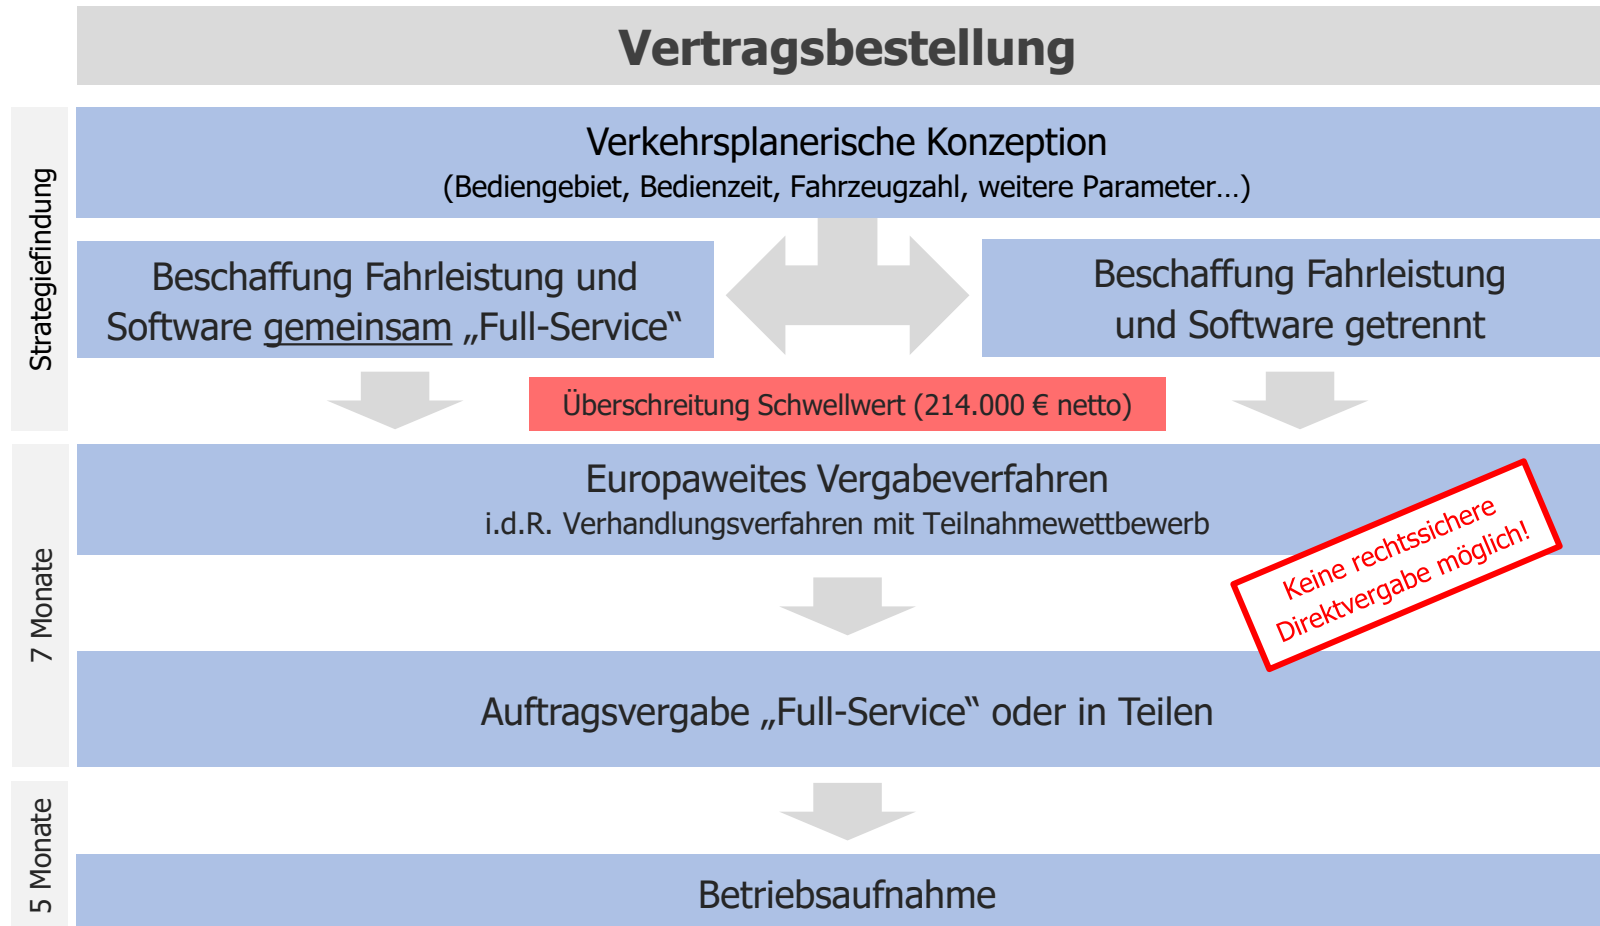 Vertragsbestellung
Strategiefindung
Verkehrsplanerische Konzeption
(Bediengebiet, Bedienzeit, Fahrzeugzahl, weitere Parameter…)
Beschaffung Fahrleistung und
Software gemeinsam „Full-Service“
Beschaffung Fahrleistung
und Software getrennt
Überschreitung Schwellwert (214.000 € netto)
7 Monate
Europaweites Vergabeverfahren
i.d.R. Verhandlungsverfahren mit Teilnahmewettbewerb
Keine rechtssichere
Direktvergabe möglich!
Auftragsvergabe „Full-Service“ oder in Teilen
5 Monate
Betriebsaufnahme